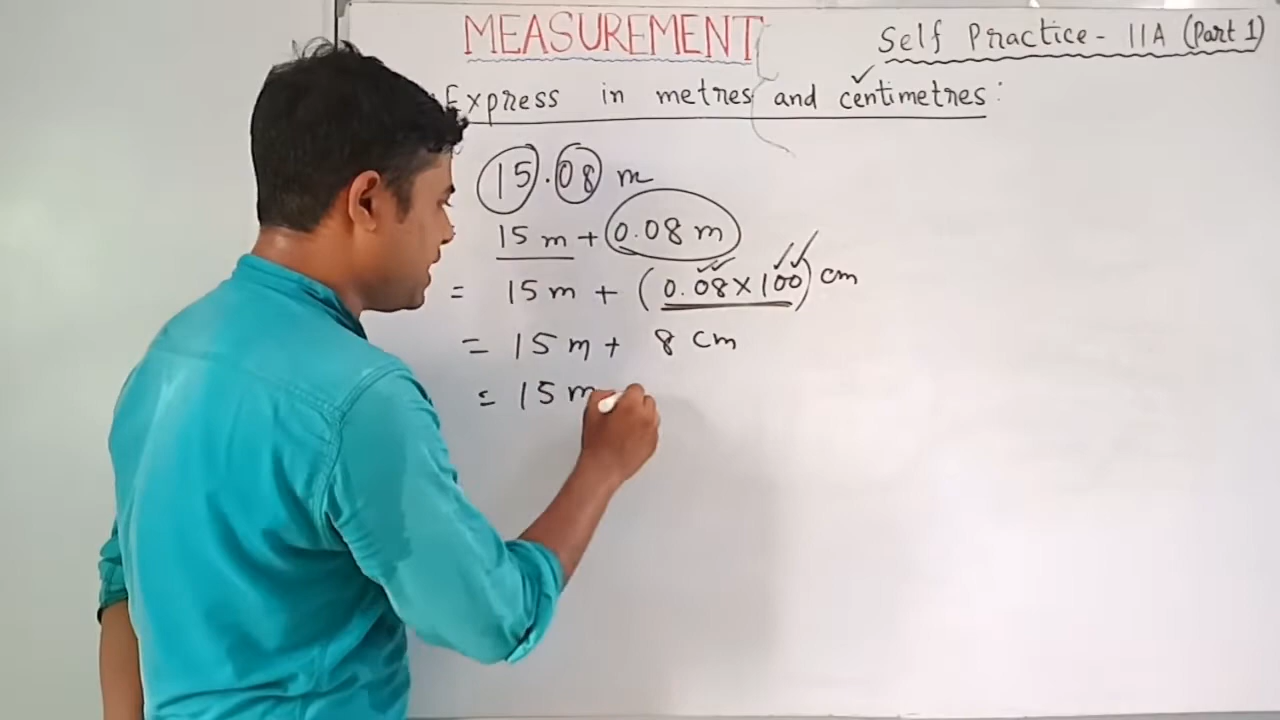 MEASUREMENT
Self Practice - 11A (Part 1)
Express in metres and centimetres:
15.08 m
15 m + 0.08 m
= 15 m + (0.08 × 100) cm
= 15 m + 8 cm
= 15 m